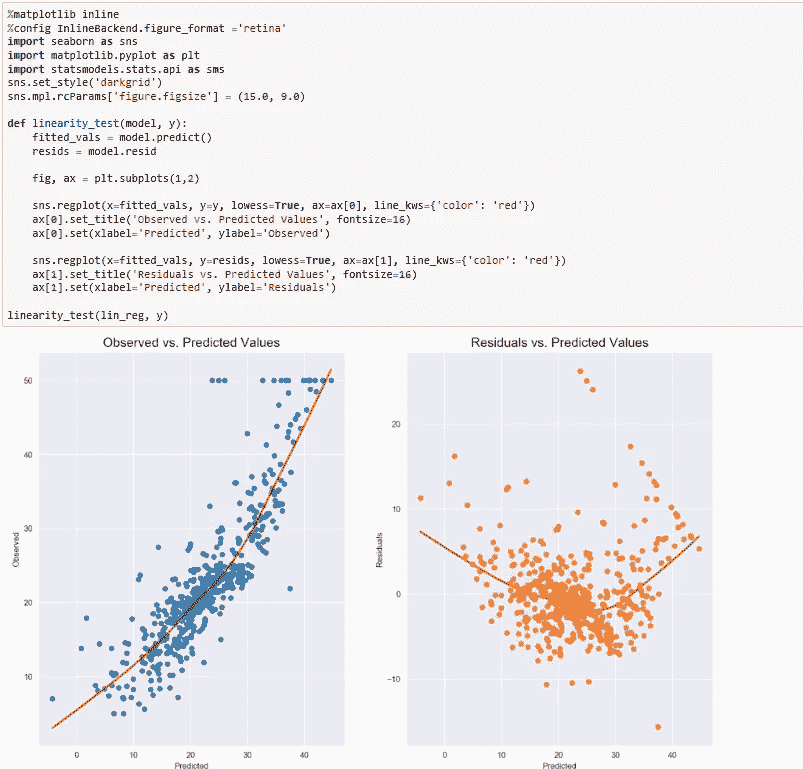 %matplotlib inline
%config InlineBackend.figure_format ='retina'
import seaborn as sns
import matplotlib.pyplot as plt
import statsmodels.stats.api as sms
sns.set_style('darkgrid')
sns.mpl.rcParams['figure.figsize'] = (15.0, 9.0)
def linearity_test(model, y):
fitted_vals = model.predict()
resids = model.resid
fig, ax = plt.subplots(1,2)
sns.regplot(x=fitted_vals, y=y, lowess=True, ax=ax[0], line_kws={'color': 'red'})
ax[0].set_title('Observed vs. Predicted Values', fontsize=16)
ax[0].set(xlabel='Predicted', ylabel='Observed')
sns.regplot(x=fitted_vals, y=resids, lowess=True, ax=ax[1], line_kws={'color': 'red'})
ax[1].set_title('Residuals vs. Predicted Values', fontsize=16)
ax[1].set(xlabel='Predicted', ylabel='Residuals')
linearity_test(lin_reg, y)
Observed vs. Predicted Values
50
40
30
20
10
Observed
0 10 20 30 40
Predicted
Residuals vs. Predicted Values
20
10
0
−10
Residuals
0 10 20 30 40
Predicted